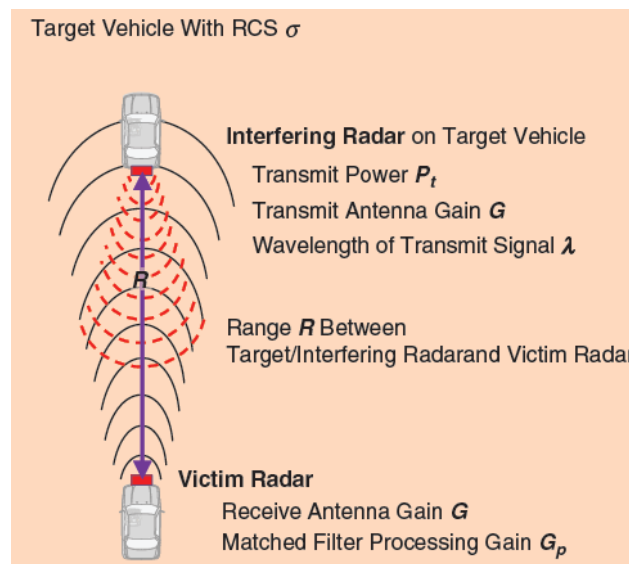 Target Vehicle With RCS σ
Interfering Radar on Target Vehicle
Transmit Power Pt
Transmit Antenna Gain G
Wavelength of Transmit Signal λ
R
Range R Between
Target/Interfering Radarand Victim Radar
Victim Radar
Receive Antenna Gain G
Matched Filter Processing Gain Gp